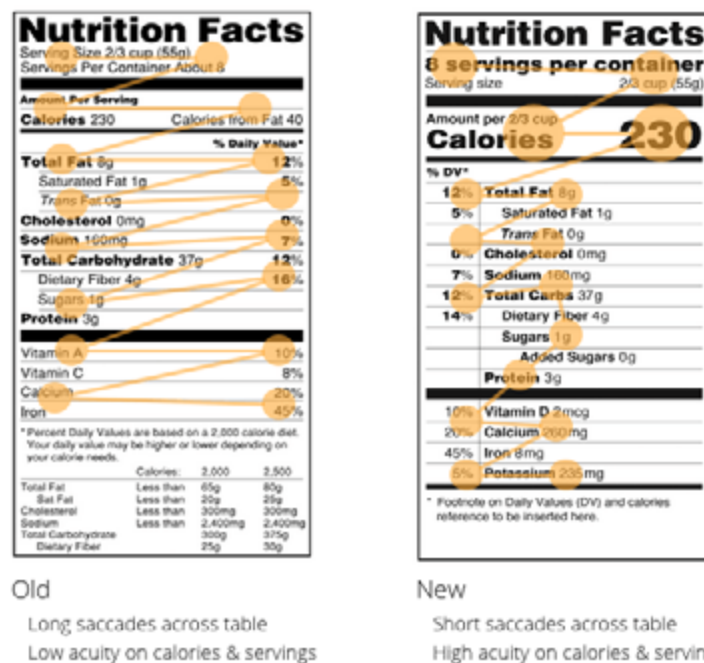 Nutrition Facts
Serving Size 2/3 cup (55g)
Servings Per Container About 8
Amount Per Serving
Calories 230 Calories from Fat 40
% Daily Value*
Total Fat 8g 12%
Saturated Fat 1g 5%
Trans Fat 0g
Cholesterol 0mg 0%
Sodium 160mg 7%
Total Carbohydrate 37g 12%
Dietary Fiber 4g 16%
Sugars 1g
Protein 3g
Vitamin A 10%
Vitamin C 8%
Calcium 20%
Iron 45%
* Percent Daily Values are based on a 2,000 calorie diet.
Your daily value may be higher or lower depending on
your calorie needs.
Calories: 2,000 2,500
Total Fat Less than 65g 80g
Sat Fat Less than 20g 25g
Cholesterol Less than 300mg 300mg
Sodium Less than 2,400mg 2,400mg
Total Carbohydrate 300g 375g
Dietary Fiber 25g 30g
Old
Long saccades across table
Low acuity on calories & servings
Nutrition Facts
8 servings per container
Serving size 2/3 cup (55g)
Amount per 2/3 cup
Calories 230
% DV*
12% Total Fat 8g
5% Saturated Fat 1g
Trans Fat 0g
0% Cholesterol 0mg
7% Sodium 160mg
12% Total Carbs 37g
14% Dietary Fiber 4g
Sugars 1g
Added Sugars 0g
Protein 3g
10% Vitamin D 2mcg
20% Calcium 260mg
45% Iron 8mg
5% Potassium 235mg
* Footnote on Daily Values (DV) and calories
reference to be inserted here.
New
Short saccades across table
High acuity on calories & servin